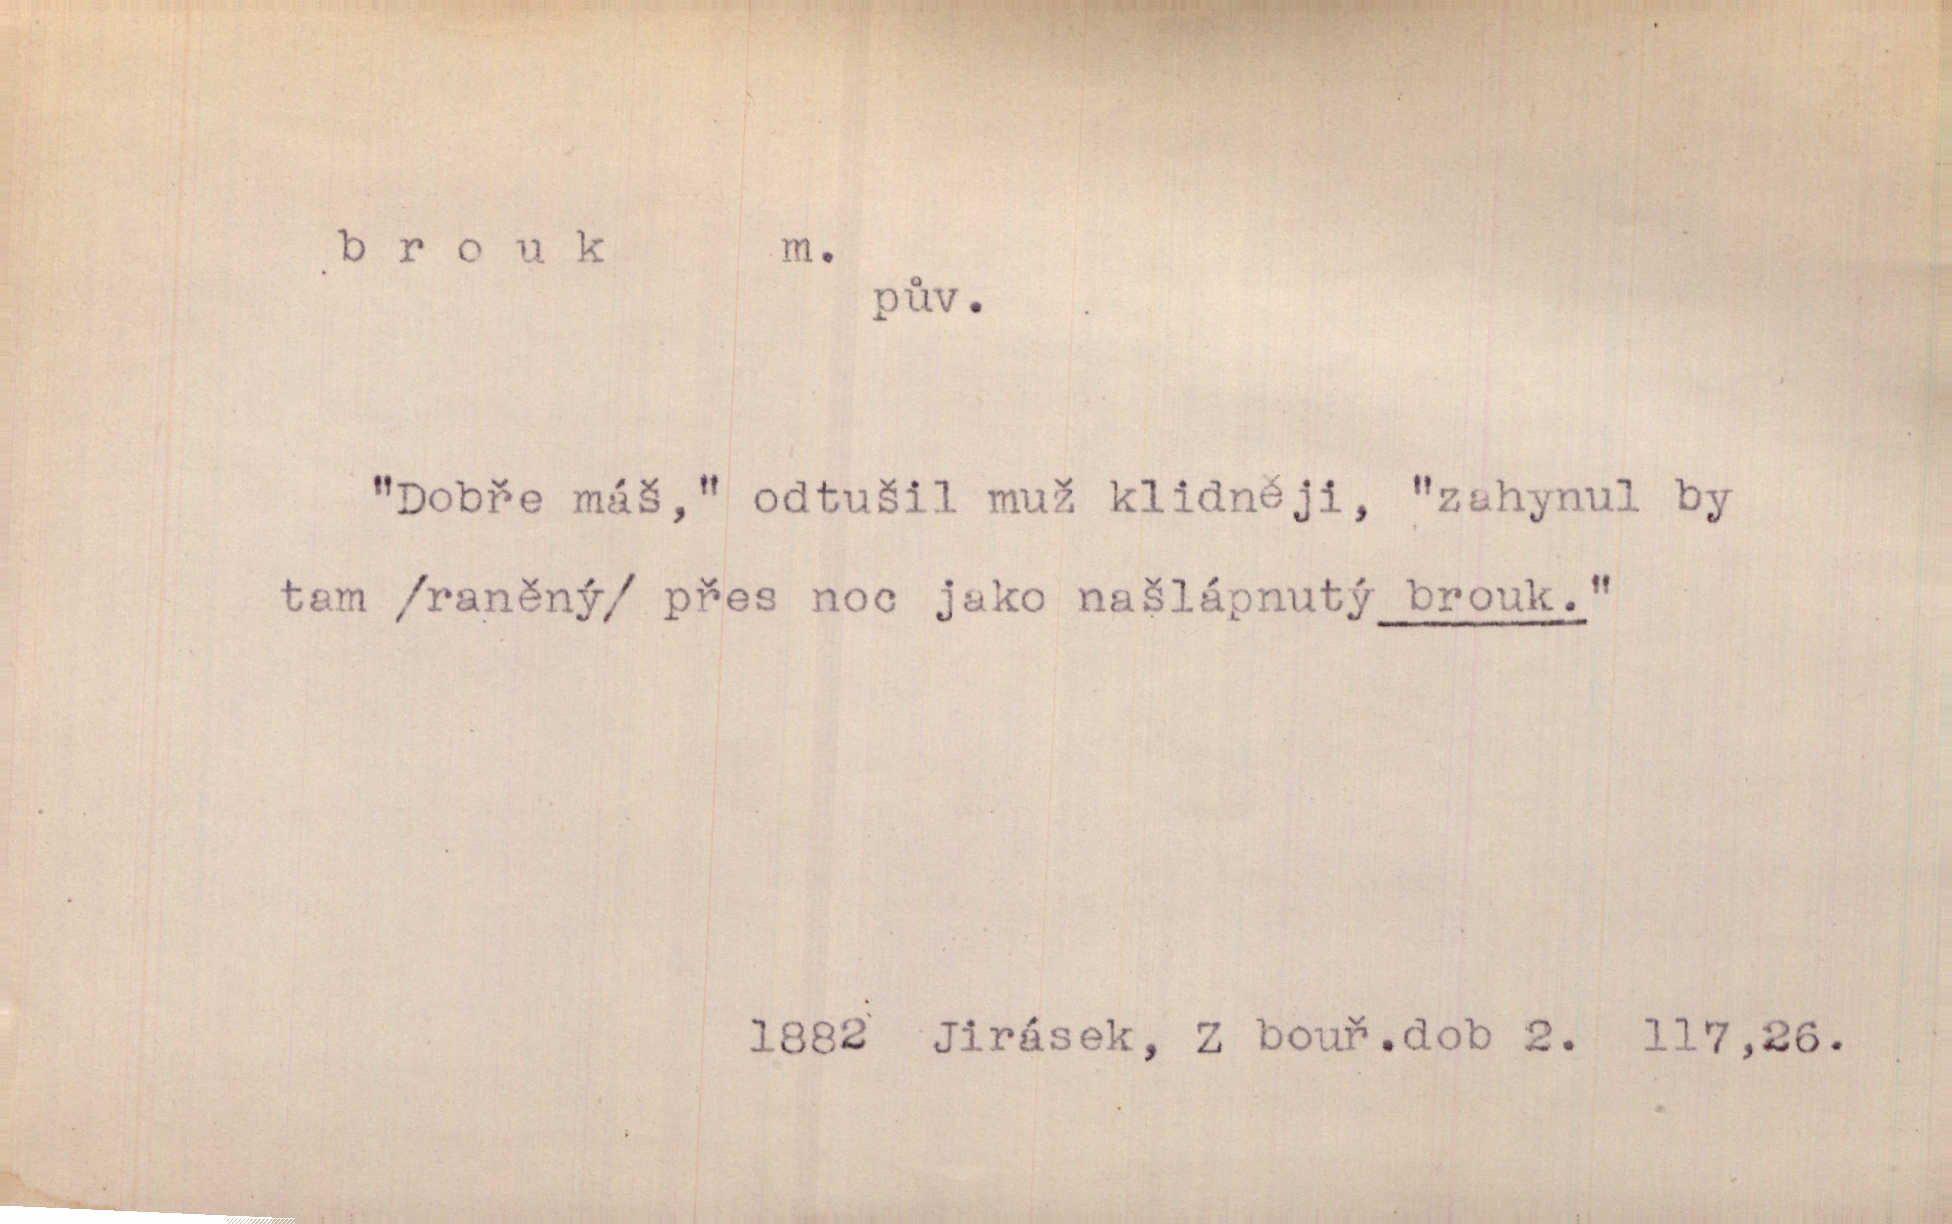 b r o u k m.
pův.
"Dobře máš," odtušil muž klidněji, "zahynul by
tam /raněný/ přes noc jako našlápnutý brouk."
1882 Jirásek, Z bouř.dob 2. 117,26.